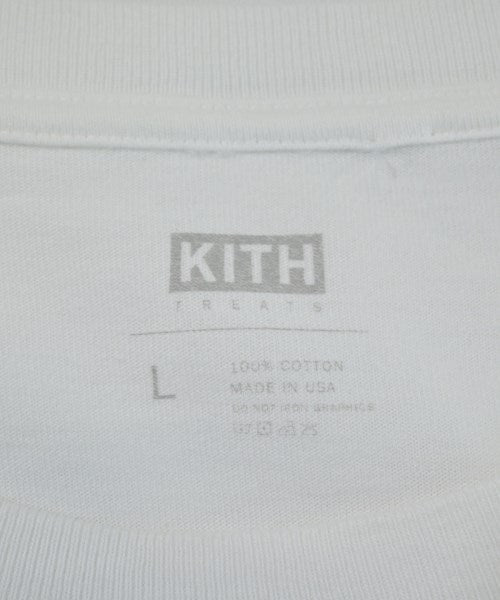 KITH
TREATS
L
100% COTTON
MADE IN USA
DO NOT IRON GRAPHICS